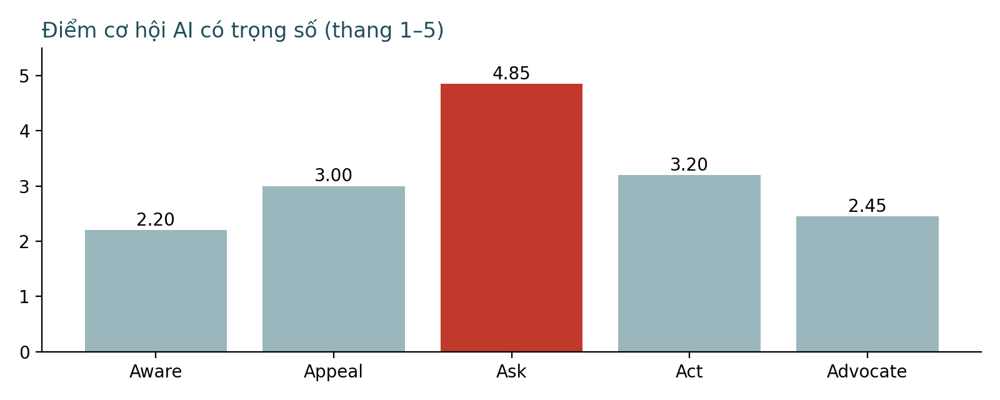 Điểm cơ hội AI có trọng số (thang 1–5)
5
4
3
2
1
0
2.20
3.00
4.85
3.20
2.45
Aware
Appeal
Ask
Act
Advocate